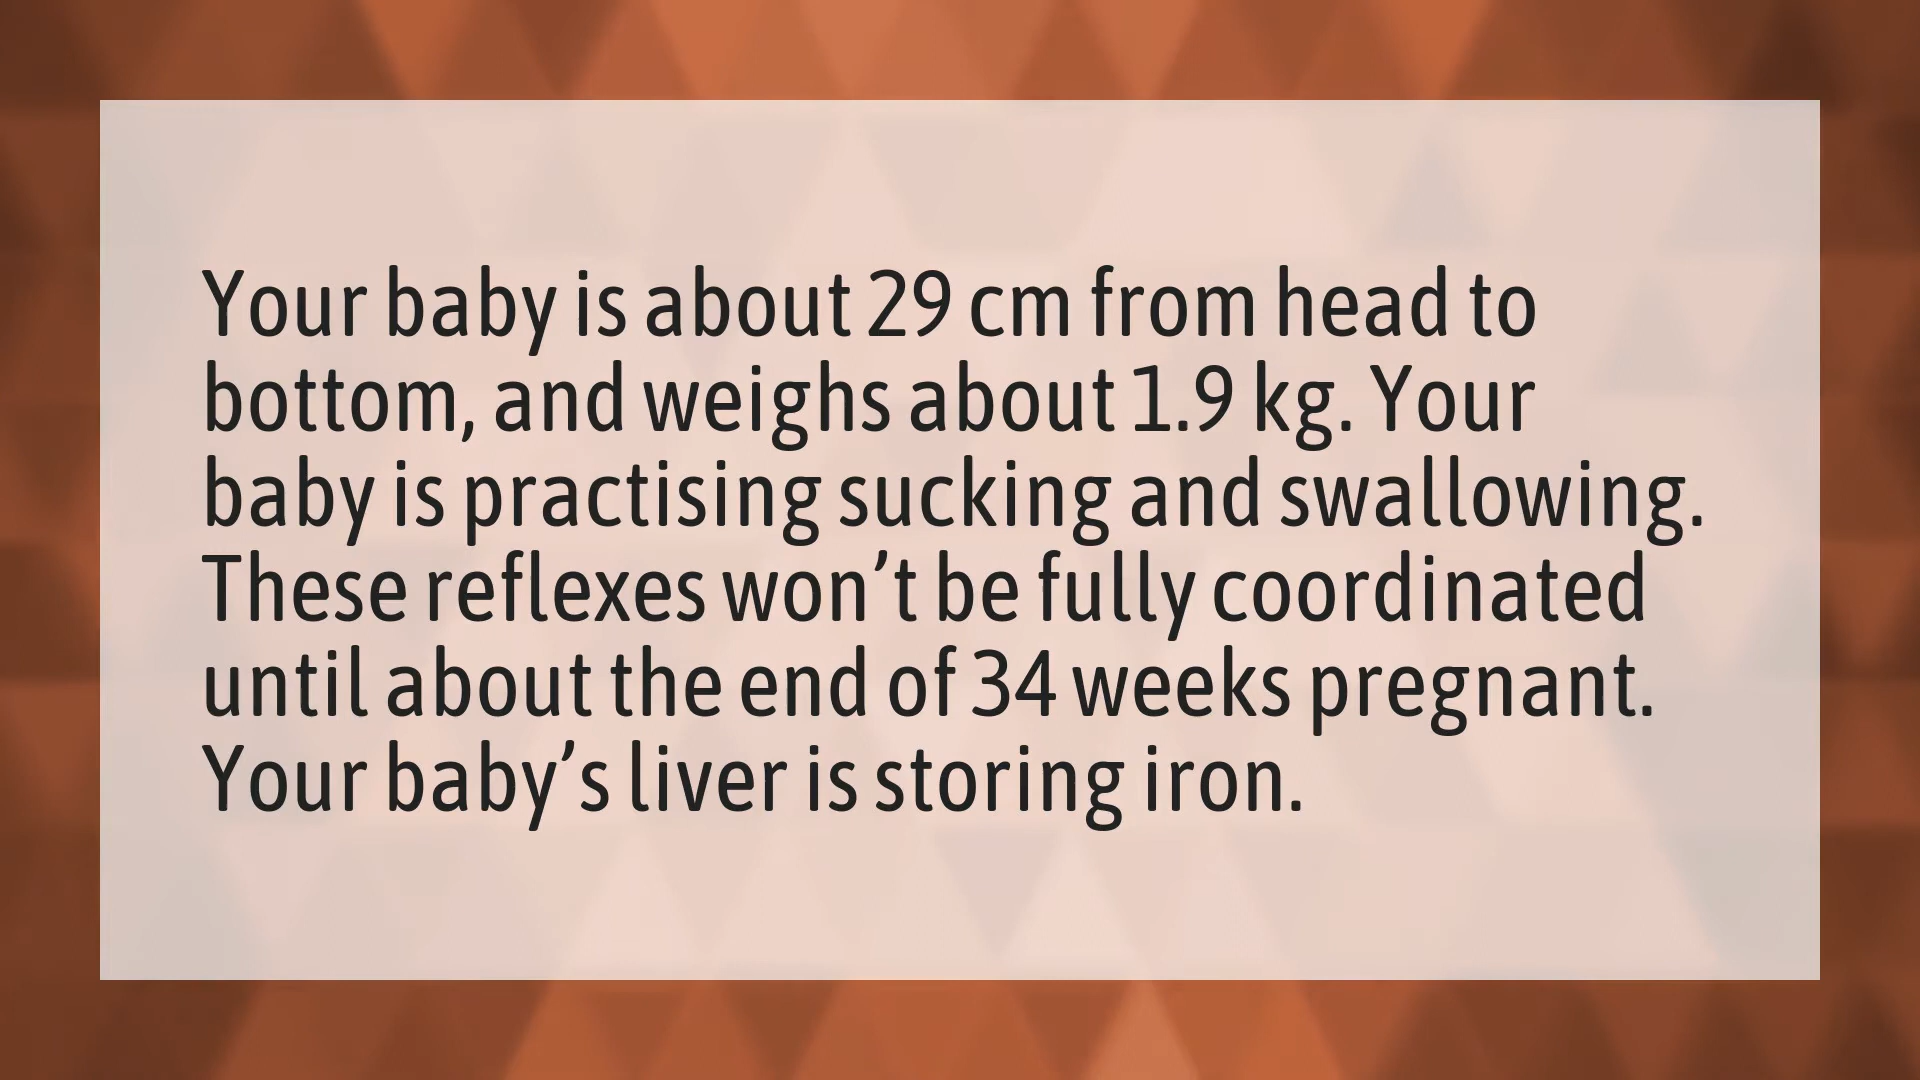 Your baby is about 29 cm from head to
bottom, and weighs about 1.9 kg. Your
baby is practising sucking and swallowing.
These reflexes won’t be fully coordinated
until about the end of 34 weeks pregnant.
Your baby’s liver is storing iron.